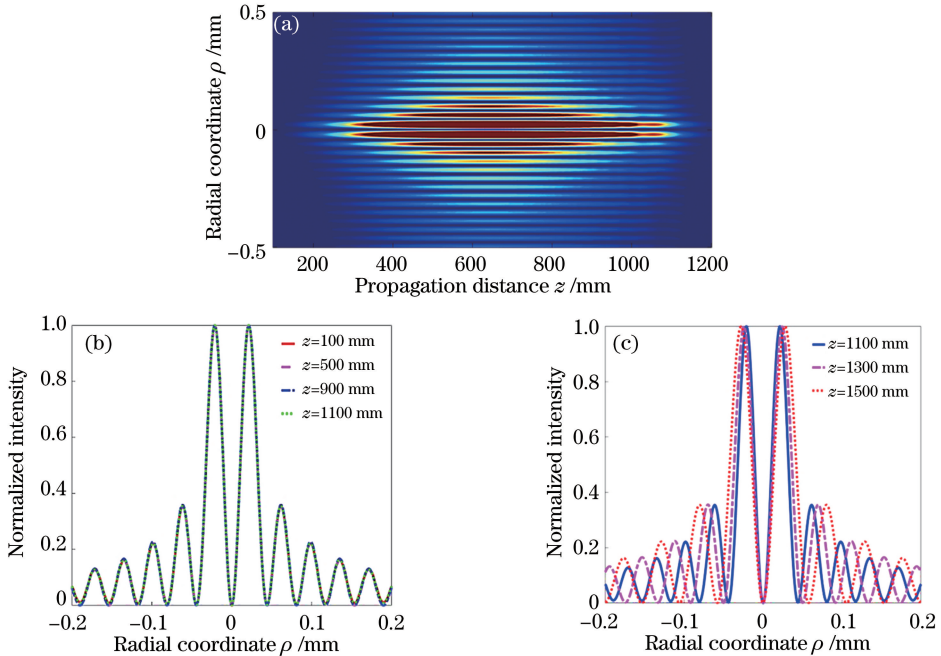 (a)
Radial coordinate ρ /mm
0.5
0
−0.5
200 400 600 800 1000 1200
Propagation distance z /mm
(b)
Normalized intensity
1.0
0.8
0.6
0.4
0.2
0
z=100 mm
z=500 mm
z=900 mm
z=1100 mm
−0.2 −0.1 0 0.1 0.2
Radial coordinate ρ /mm
(c)
Normalized intensity
1.0
0.8
0.6
0.4
0.2
0
z=1100 mm
z=1300 mm
z=1500 mm
−0.2 −0.1 0 0.1 0.2
Radial coordinate ρ /mm